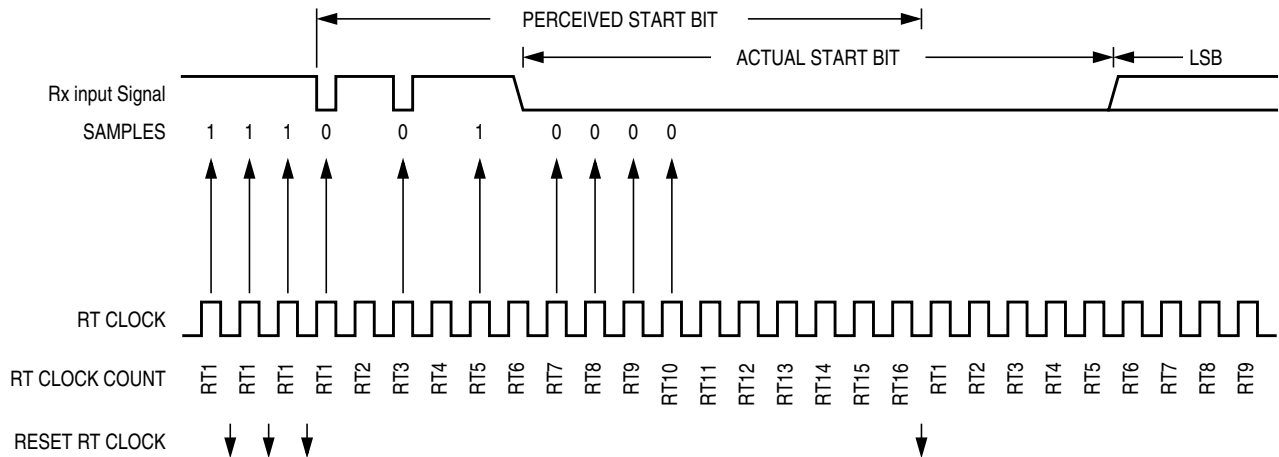 PERCEIVED START BIT
ACTUAL START BIT
LSB
Rx input Signal
SAMPLES 1 1 1 0 0 1 0 0 0 0
RT CLOCK
RT CLOCK COUNT RT1 RT1 RT1 RT1 RT2 RT3 RT4 RT5 RT6 RT7 RT8 RT9 RT10 RT11 RT12 RT13 RT14 RT15 RT16 RT1 RT2 RT3 RT4 RT5 RT6 RT7 RT8 RT9
RESET RT CLOCK